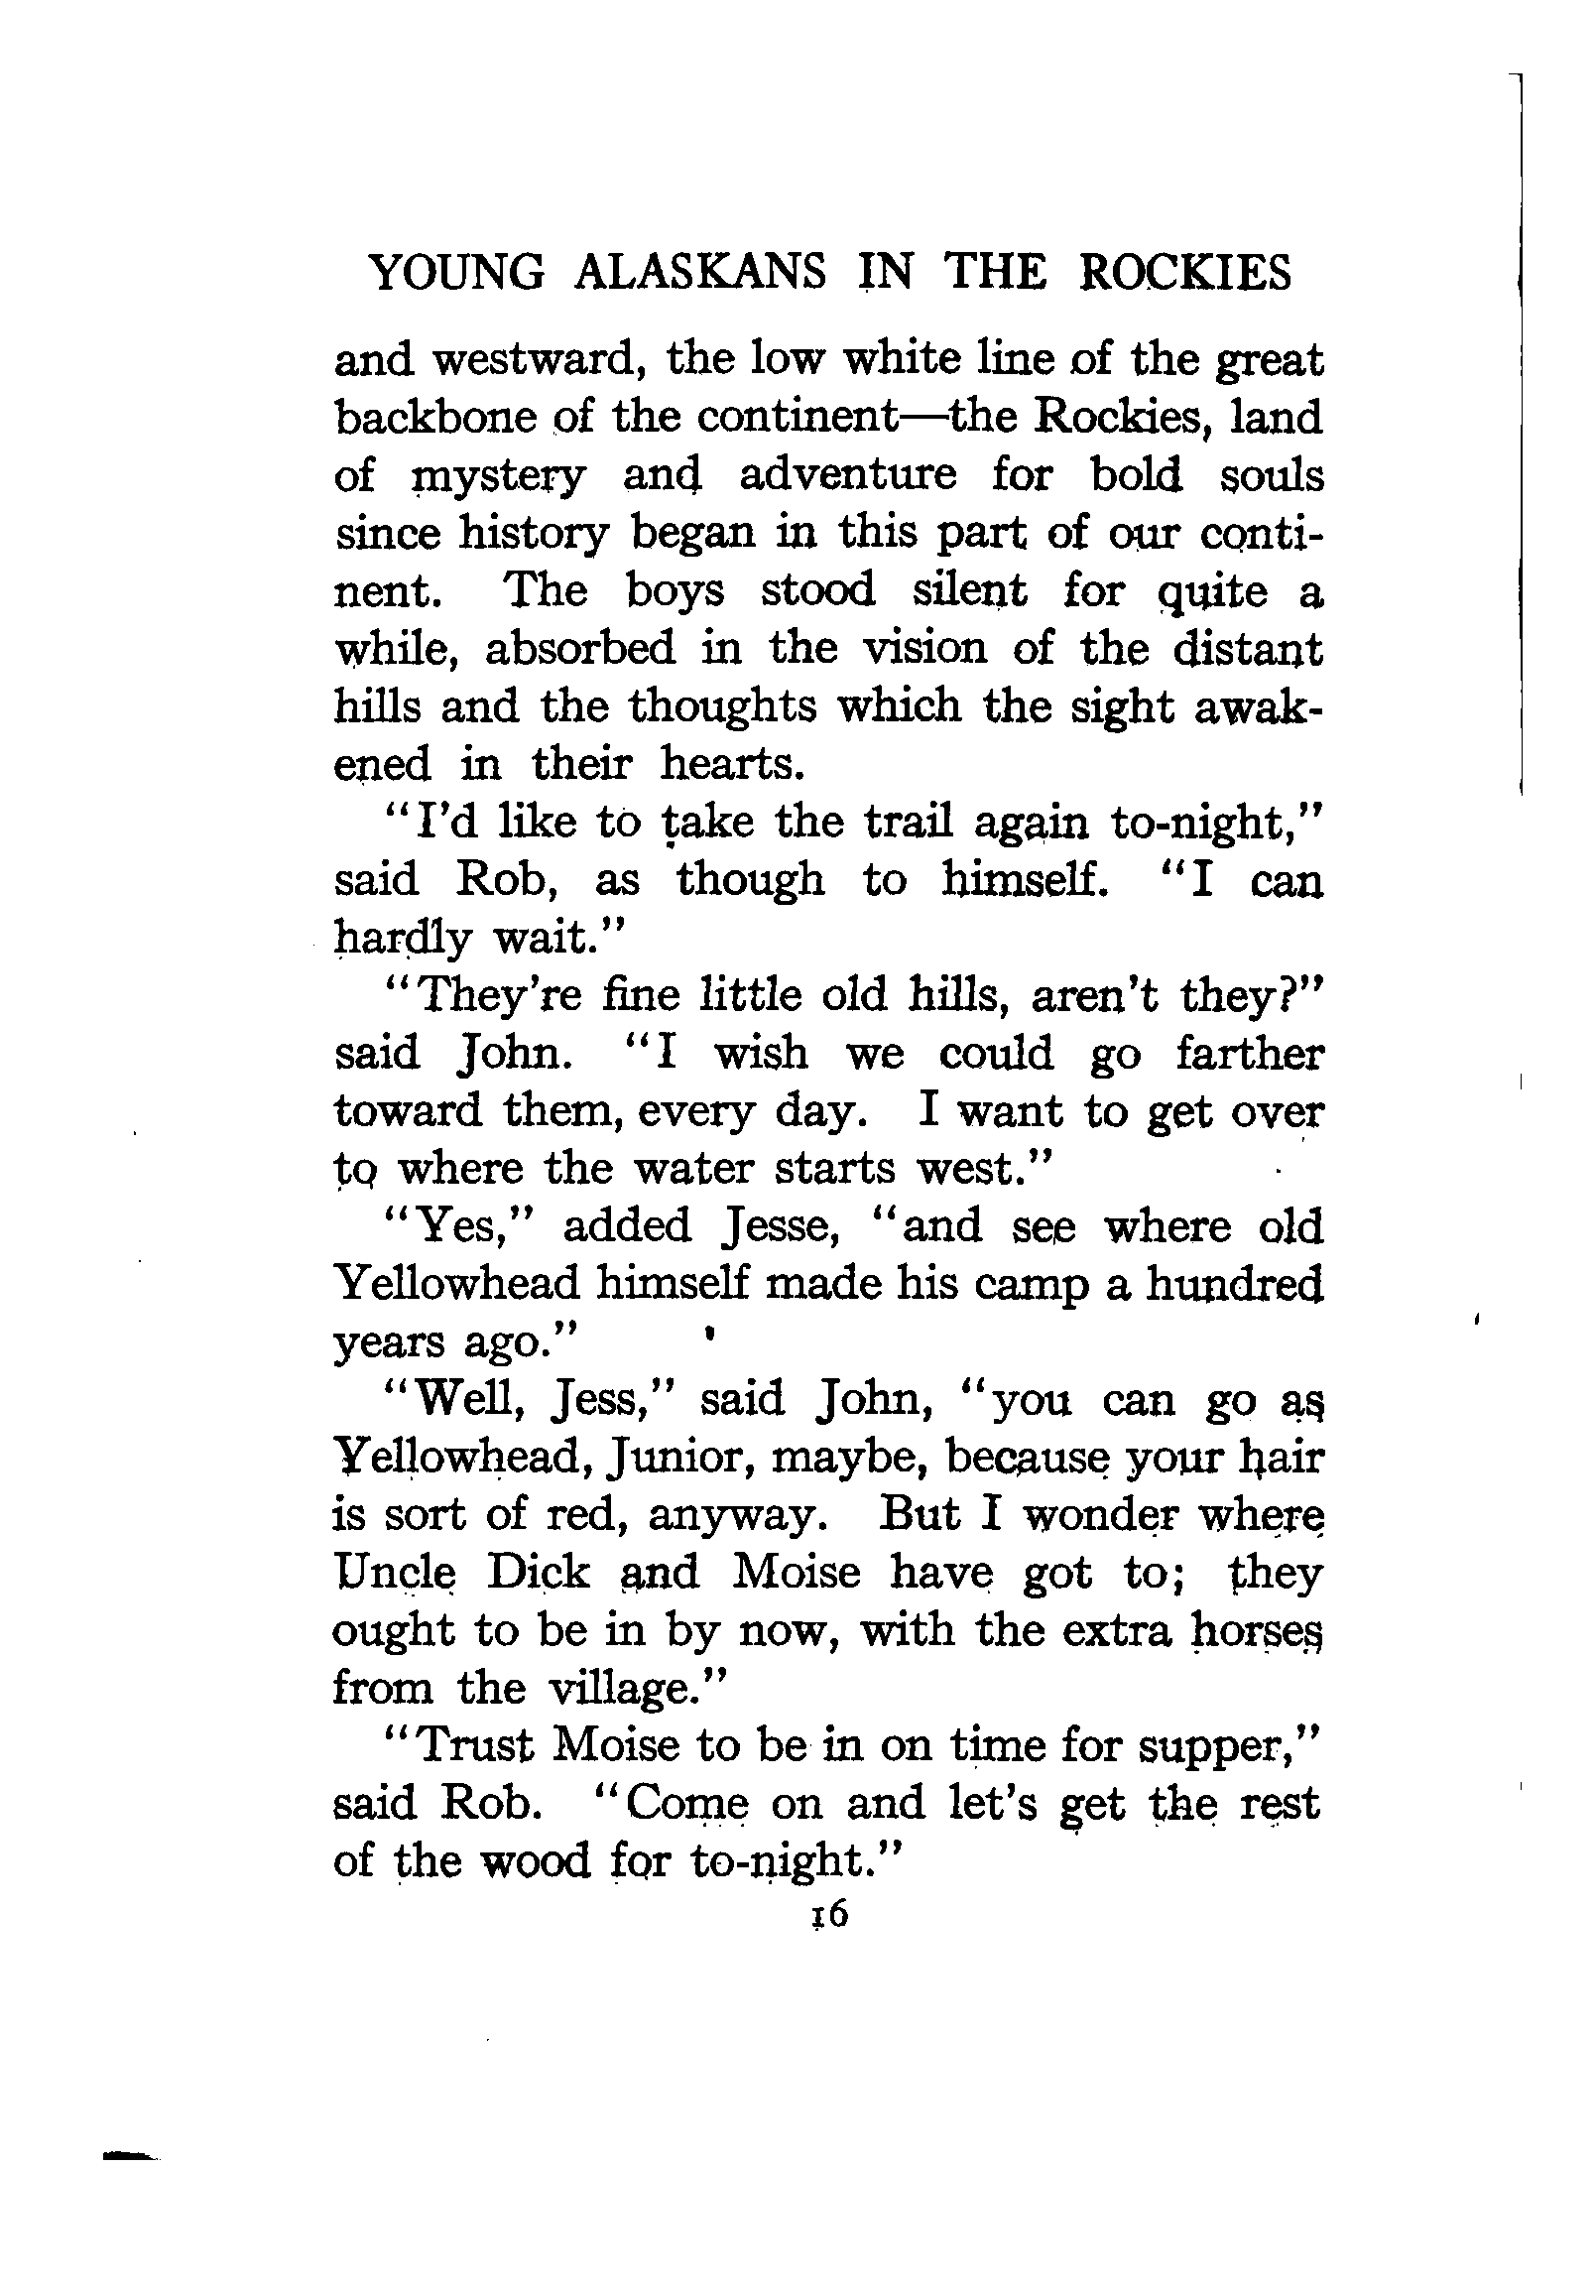 YOUNG ALASKANS IN THE ROCKIES
and westward, the low white line of the great
backbone of the continent—the Rockies, land
of mystery and adventure for bold souls
since history began in this part of our conti-
nent. The boys stood silent for quite a
while, absorbed in the vision of the distant
hills and the thoughts which the sight awak-
ened in their hearts.
"I'd like to take the trail again to-night,"
said Rob, as though to himself. "I can
hardly wait."
"They're fine little old hills, aren't they?"
said John. "I wish we could go farther
toward them, every day. I want to get over
to where the water starts west."
"Yes," added Jesse, "and see where old
Yellowhead himself made his camp a hundred
years ago."
"Well, Jess," said John, "you can go as
Yellowhead, Junior, maybe, because your hair
is sort of red, anyway. But I wonder where
Uncle Dick and Moise have got to; they
ought to be in by now, with the extra horses
from the village."
"Trust Moise to be in on time for supper,"
said Rob. "Come on and let's get the rest
of the wood for to-night."
16